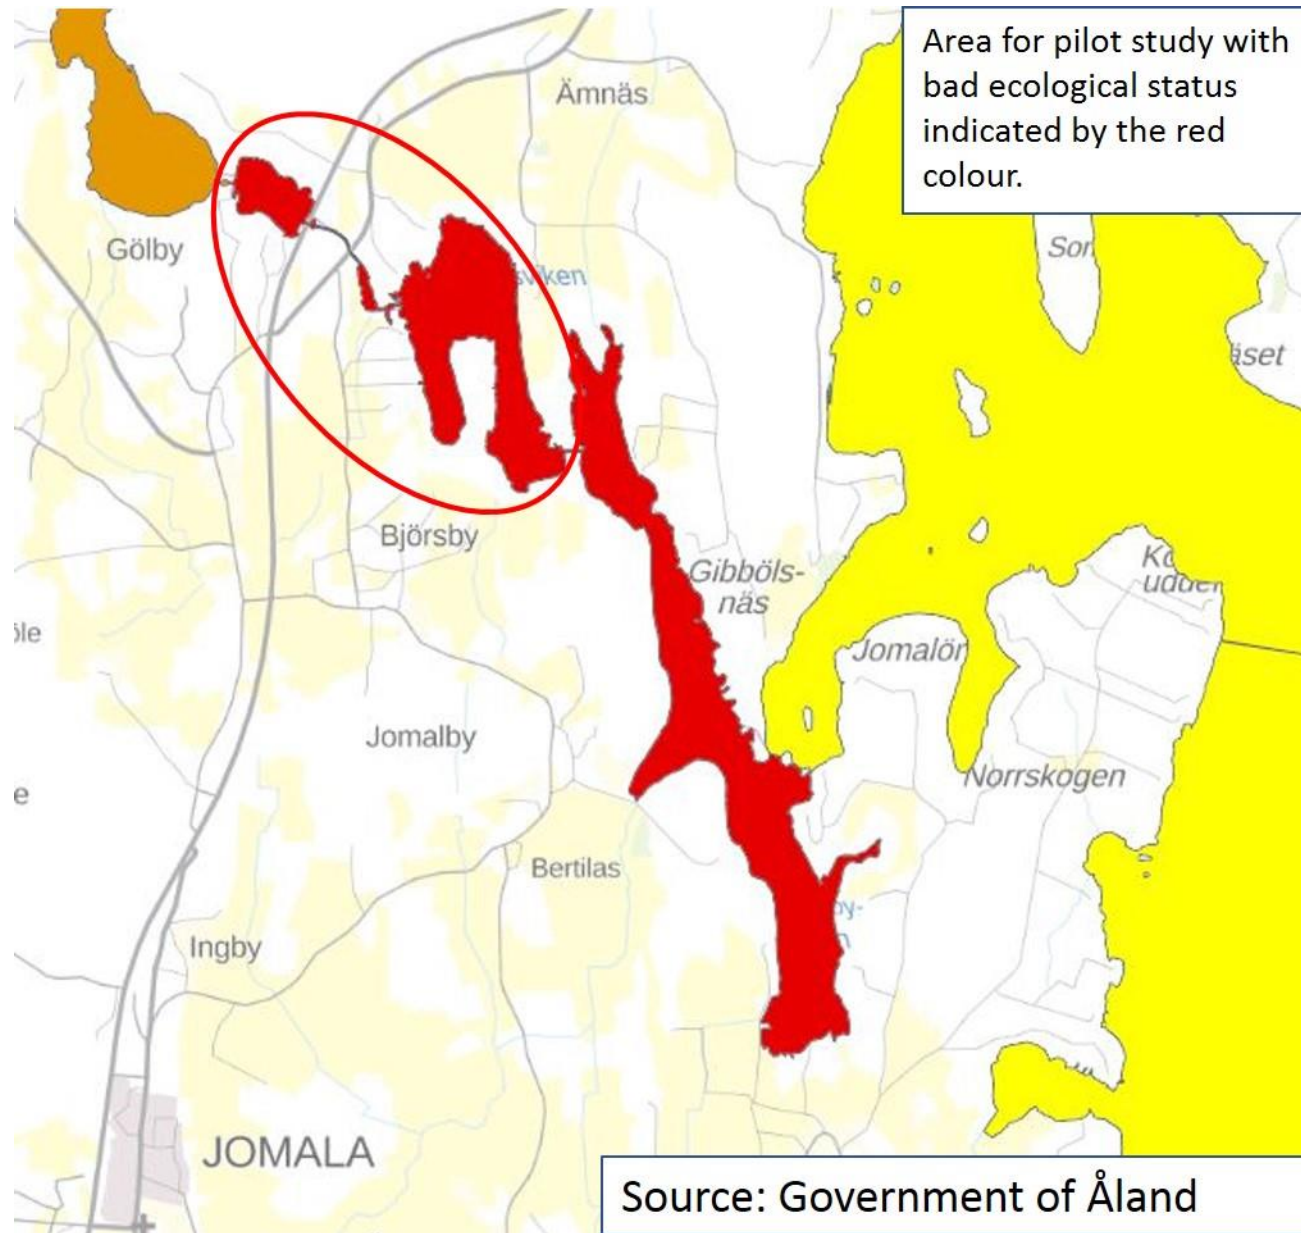 Area for pilot study with
bad ecological status
indicated by the red
colour.
Ämnäs
Gölby
Björsby
Gibböls-
näs
Jomalör
Jomalby
Norrskogen
Bertilas
Ingby
JOMALA
Source: Government of Åland